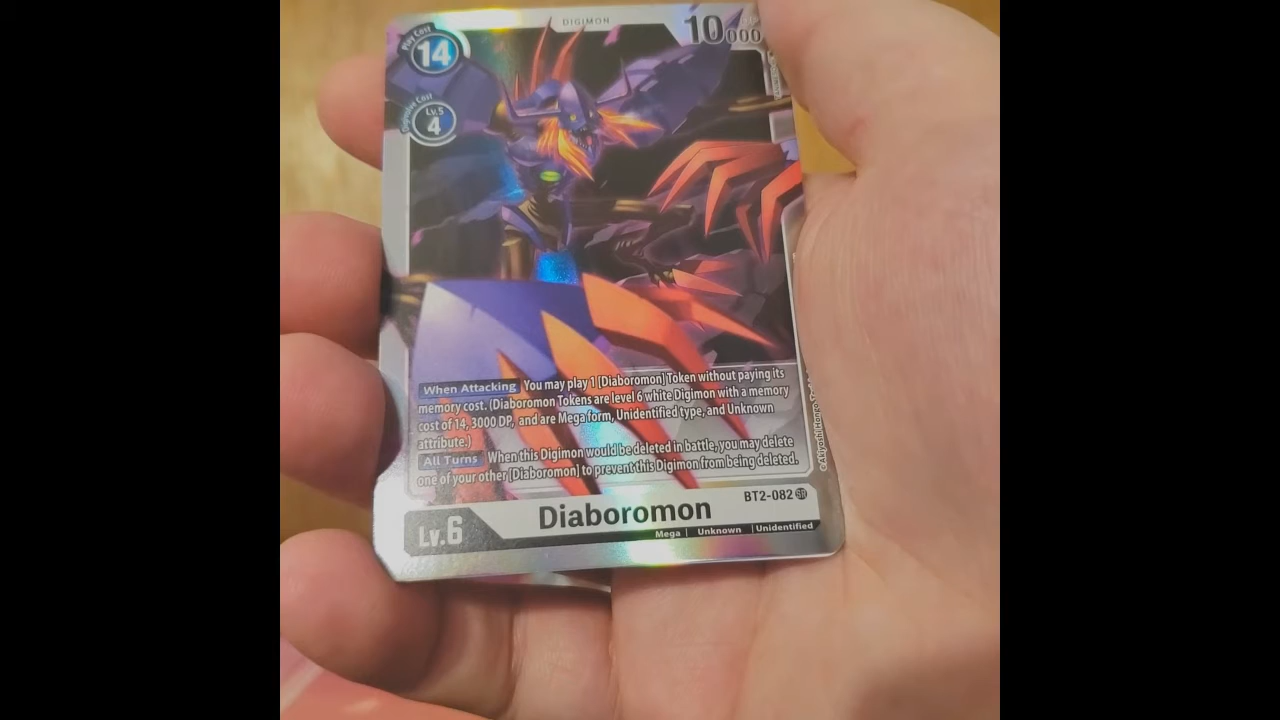 DIGIMON
Play Cost
14
10000
Digivolve Cost
Lv.5
4
When Attacking You may play 1 [Diaboromon] Token without paying its
memory cost. (Diaboromon Tokens are level 6 white Digimon with a memory
cost of 14, 3000 DP, and are Mega form, Unidentified type, and Unknown
attribute.)
All Turns When this Digimon would be deleted in battle, you may delete
one of your other [Diaboromon] to prevent this Digimon from being deleted.
BT2-082 SR
Lv.6
Diaboromon
Mega | Unknown | Unidentified
©Akiyoshi Hongo,